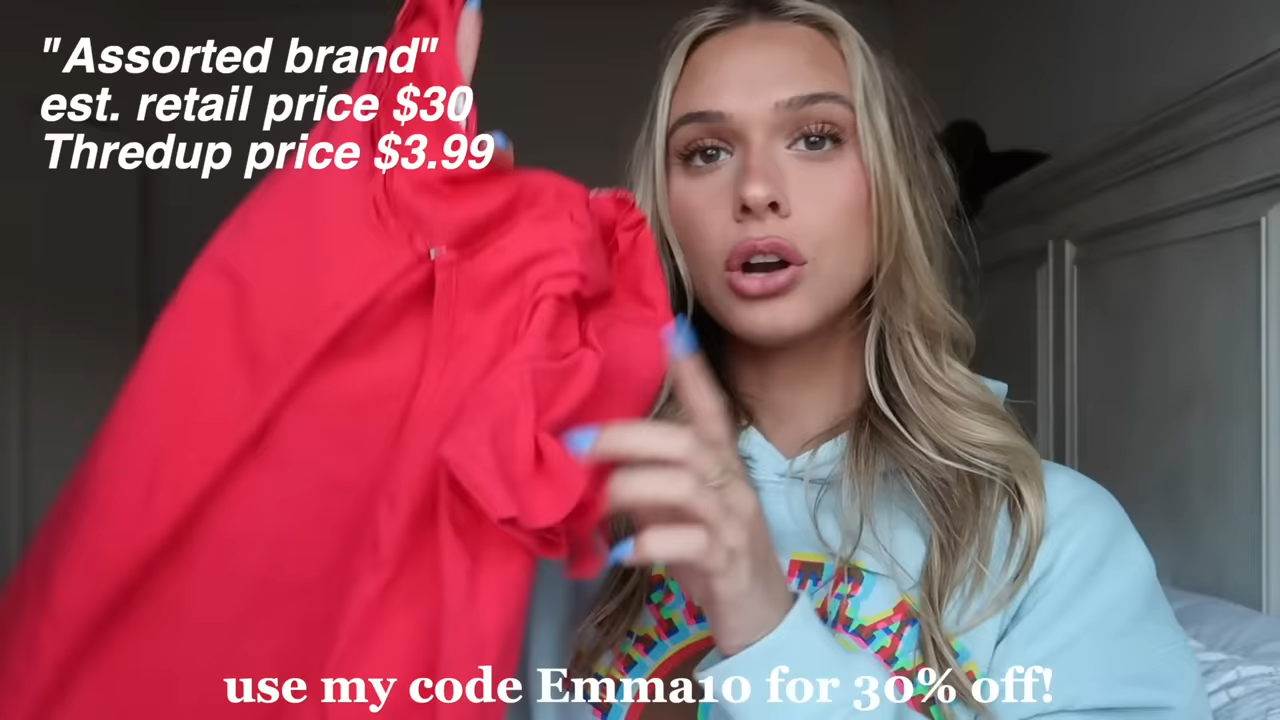 "Assorted brand"
est. retail price $30
Thredup price $3.99
use my code Emma10 for 30% off!